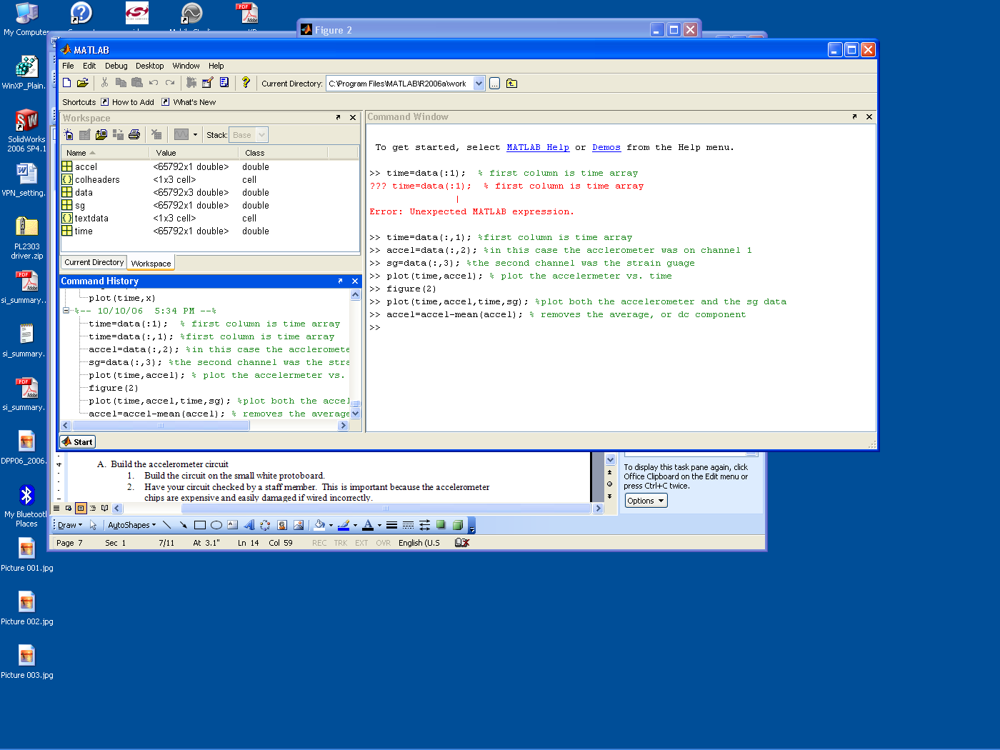 My Computer
WinXP_Plain.
SolidWorks
2006 SP4.1
VPN_setting.
PL2303
driver.zip
si_summary..
si_summary.
si_summary.
DPP06_2006.
My Bluetooth
Places
Picture 001.jpg
Picture 002.jpg
Picture 003.jpg
Figure 2
MATLAB
File Edit Debug Desktop Window Help
Current Directory: C:\Program Files\MATLAB\R2006a\work
Shortcuts How to Add What's New
Workspace
Stack: Base
Name Value Class
accel <65792x1 double> double
colheaders <1x3 cell> cell
data <65792x3 double> double
sg <65792x1 double> double
textdata <1x3 cell> cell
time <65792x1 double> double
Current Directory Workspace
Command History
plot(time,x)
%-- 10/10/06 5:34 PM --%
time=data(:1); % first column is time array
time=data(:,1); %first column is time array
accel=data(:,2); %in this case the accleromete
sg=data(:,3); %the second channel was the stra
plot(time,accel); % plot the accelermeter vs.
figure(2)
plot(time,accel,time,sg); %plot both the accel
accel=accel-mean(accel); % removes the average
Start
Command Window
To get started, select MATLAB Help or Demos from the Help menu.
>> time=data(:1); % first column is time array
??? time=data(:1); % first column is time array
|
Error: Unexpected MATLAB expression.
>> time=data(:,1); %first column is time array
>> accel=data(:,2); %in this case the acclerometer was on channel 1
>> sg=data(:,3); %the second channel was the strain guage
>> plot(time,accel); % plot the accelermeter vs. time
>> figure(2)
>> plot(time,accel,time,sg); %plot both the accelerometer and the sg data
>> accel=accel-mean(accel); % removes the average, or dc component
>>
A. Build the accelerometer circuit
1. Build the circuit on the small white protoboard.
2. Have your circuit checked by a staff member. This is important because the accelerometer
chips are expensive and easily damaged if wired incorrectly.
To display this task pane again, click
Office Clipboard on the Edit menu or
press Ctrl+C twice.
Options
Draw AutoShapes
Page 7 Sec 1 7/11 At 3.1" Ln 14 Col 59 REC TRK EXT OVR English (U.S